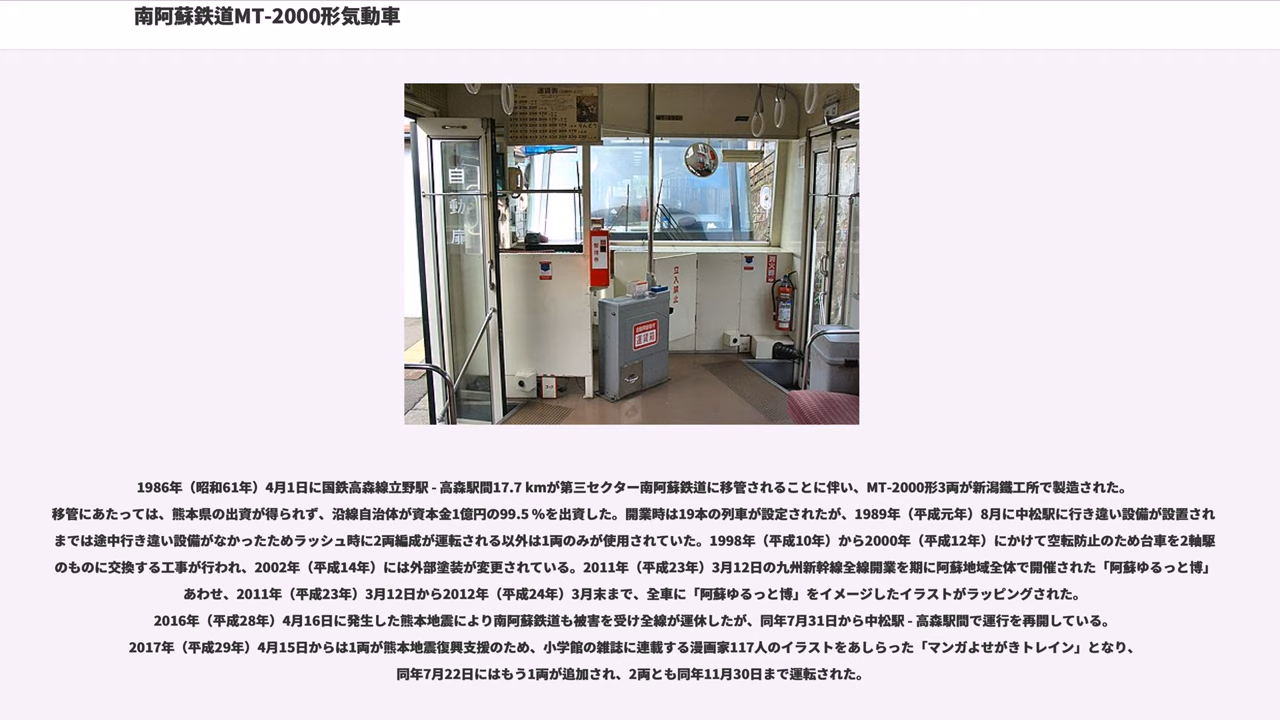 南阿蘇鉄道MT-2000形気動車
運賃表
自動扉
整理券
立入禁止
消火器
運賃箱
1986年（昭和61年）4月1日に国鉄高森線立野駅 - 高森駅間17.7 kmが第三セクター南阿蘇鉄道に移管されることに伴い、MT-2000形3両が新潟鐵工所で製造された。
移管にあたっては、熊本県の出資が得られず、沿線自治体が資本金1億円の99.5 %を出資した。開業時は19本の列車が設定されたが、1989年（平成元年）8月に中松駅に行き違い設備が設置され
までは途中行き違い設備がなかったためラッシュ時に2両編成が運転される以外は1両のみが使用されていた。1998年（平成10年）から2000年（平成12年）にかけて空転防止のため台車を2軸駆
のものに交換する工事が行われ、2002年（平成14年）には外部塗装が変更されている。2011年（平成23年）3月12日の九州新幹線全線開業を期に阿蘇地域全体で開催された「阿蘇ゆるっと博」
あわせ、2011年（平成23年）3月12日から2012年（平成24年）3月末まで、全車に「阿蘇ゆるっと博」をイメージしたイラストがラッピングされた。
2016年（平成28年）4月16日に発生した熊本地震により南阿蘇鉄道も被害を受け全線が運休したが、同年7月31日から中松駅 - 高森駅間で運行を再開している。
2017年（平成29年）4月15日からは1両が熊本地震復興支援のため、小学館の雑誌に連載する漫画家117人のイラストをあしらった「マンガよせがきトレイン」となり、
同年7月22日にはもう1両が追加され、2両とも同年11月30日まで運転された。